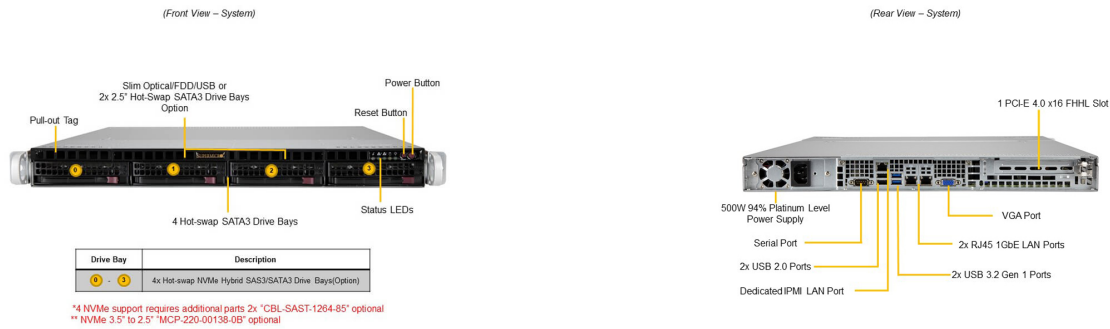 (Front View – System)
(Rear View – System)
Slim Optical/FDD/USB or
2x 2.5" Hot-Swap SATA3 Drive Bays
Option
Power Button
Pull-out Tag
Reset Button
0
1
2
3
4 Hot-swap SATA3 Drive Bays
Status LEDs
Drive Bay
Description
0 - 3
4x Hot-swap NVMe Hybrid SAS3/SATA3 Drive Bays(Option)
*4 NVMe support requires additional parts 2x "CBL-SAST-1264-85" optional
** NVMe 3.5" to 2.5" "MCP-220-00138-0B" optional
1 PCI-E 4.0 x16 FHHL Slot
500W 94% Platinum Level
Power Supply
VGA Port
Serial Port
2x RJ45 1GbE LAN Ports
2x USB 2.0 Ports
2x USB 3.2 Gen 1 Ports
Dedicated IPMI LAN Port